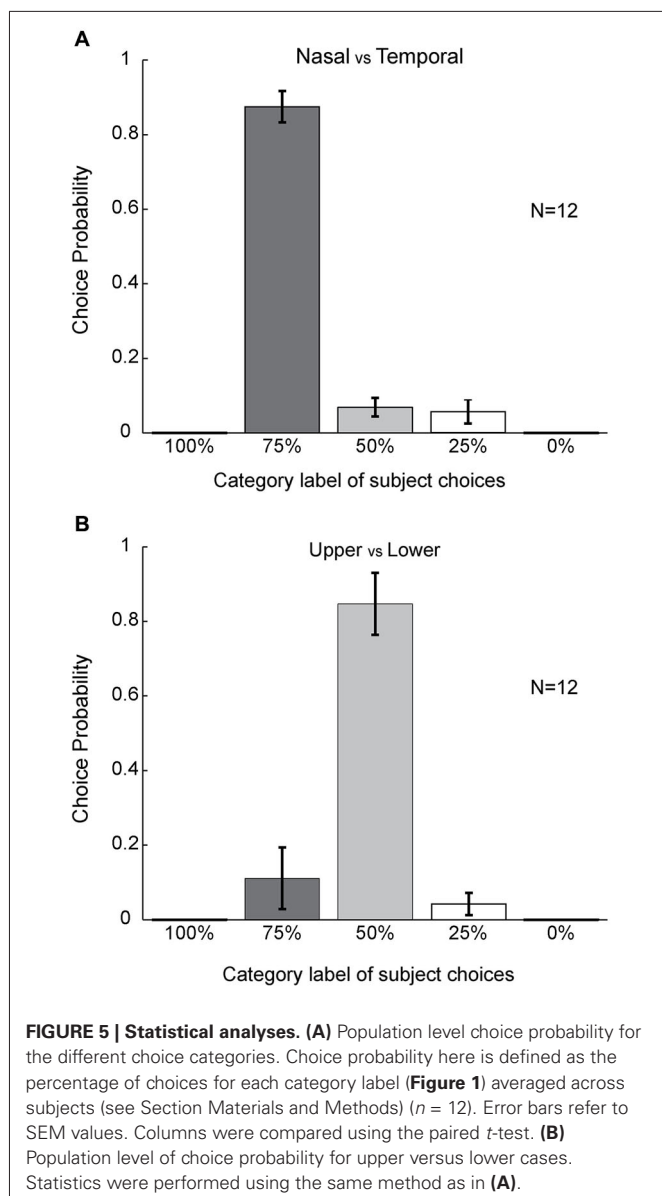 A
Nasal vs Temporal
1
0.8
0.6
0.4
0.2
0
Choice Probability
N=12
100% 75% 50% 25% 0%
Category label of subject choices
B
Upper vs Lower
1
0.8
0.6
0.4
0.2
0
Choice Probability
N=12
100% 75% 50% 25% 0%
Category label of subject choices
FIGURE 5 | Statistical analyses. (A) Population level choice probability for
the different choice categories. Choice probability here is defined as the
percentage of choices for each category label (Figure 1) averaged across
subjects (see Section Materials and Methods) (n = 12). Error bars refer to
SEM values. Columns were compared using the paired t-test. (B)
Population level of choice probability for upper versus lower cases.
Statistics were performed using the same method as in (A).